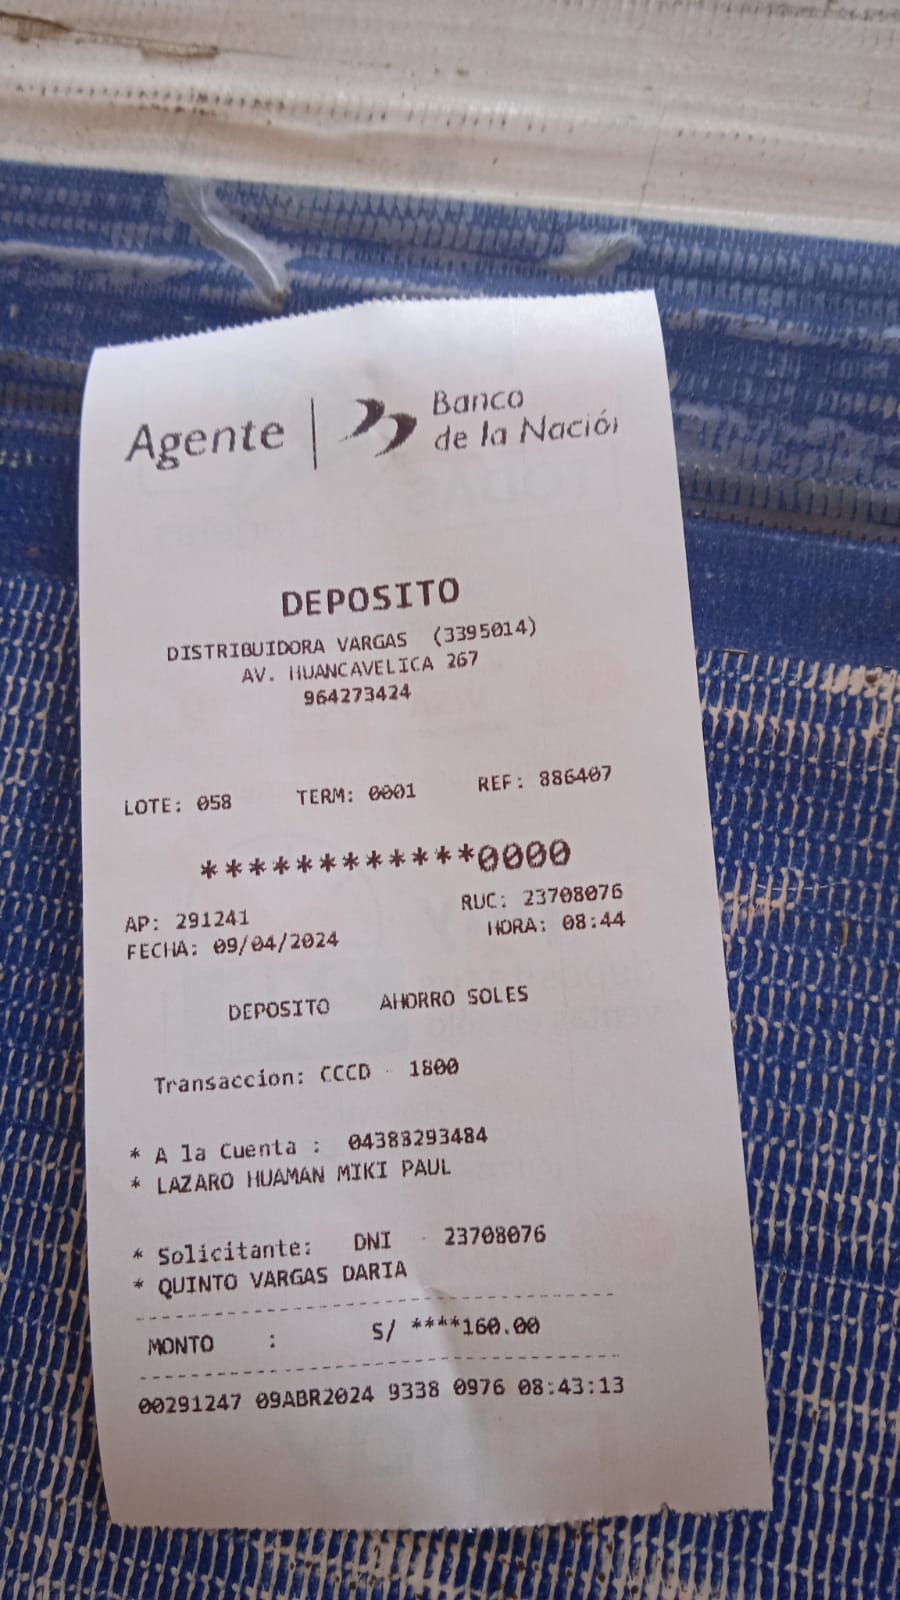 Agente | Banco
de la Nación
DEPOSITO
DISTRIBUIDORA VARGAS (3395014)
AV. HUANCAVELICA 267
964273424
LOTE: 058 TERM: 0001 REF: 886407
************0000
AP: 291241 RUC: 23708076
FECHA: 09/04/2024 HORA: 08:44
DEPOSITO AHORRO SOLES
Transaccion: CCCD - 1800
* A la Cuenta : 04383293484
* LAZARO HUAMAN MIKI PAUL
* Solicitante: DNI - 23708076
* QUINTO VARGAS DARIA
MONTO : S/ ****160.00
00291247 09ABR2024 9338 0976 08:43:13